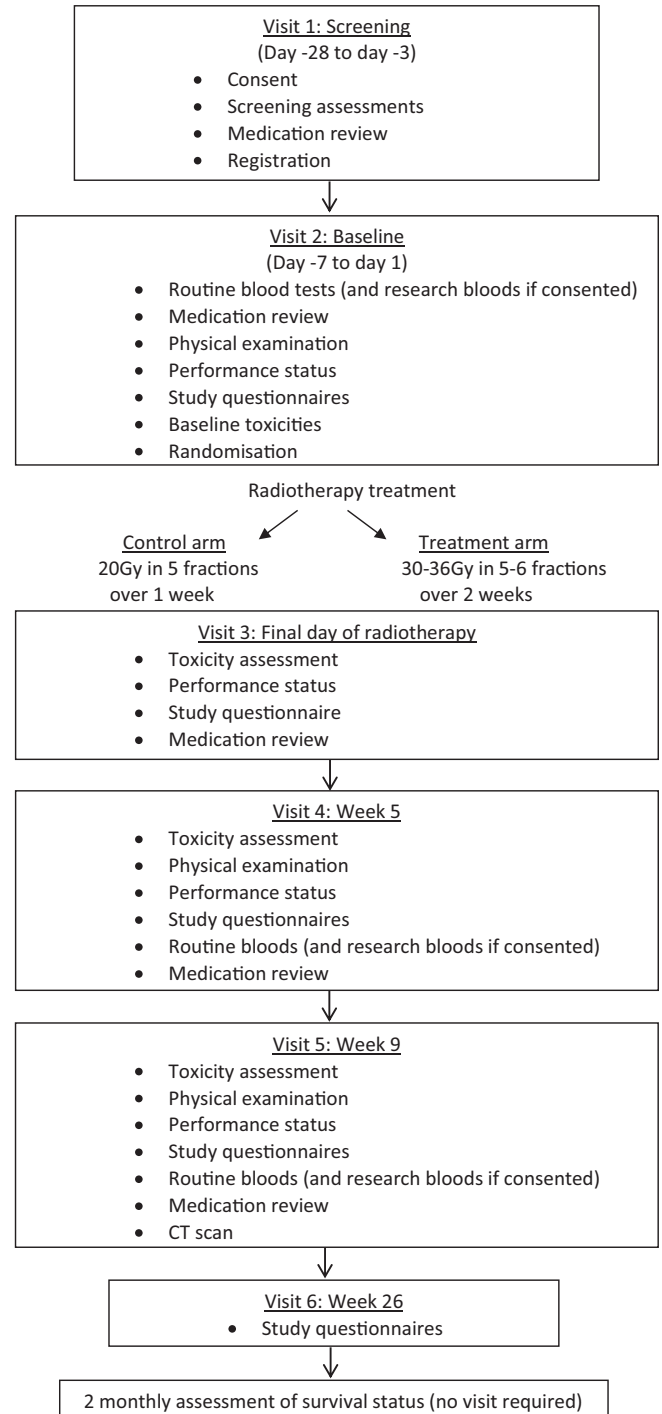 Visit 1: Screening
(Day -28 to day -3)
• Consent
• Screening assessments
• Medication review
• Registration
Visit 2: Baseline
(Day -7 to day 1)
• Routine blood tests (and research bloods if consented)
• Medication review
• Physical examination
• Performance status
• Study questionnaires
• Baseline toxicities
• Randomisation
Radiotherapy treatment
Control arm
20Gy in 5 fractions
over 1 week
Treatment arm
30-36Gy in 5-6 fractions
over 2 weeks
Visit 3: Final day of radiotherapy
• Toxicity assessment
• Performance status
• Study questionnaire
• Medication review
Visit 4: Week 5
• Toxicity assessment
• Physical examination
• Performance status
• Study questionnaires
• Routine bloods (and research bloods if consented)
• Medication review
Visit 5: Week 9
• Toxicity assessment
• Physical examination
• Performance status
• Study questionnaires
• Routine bloods (and research bloods if consented)
• Medication review
• CT scan
Visit 6: Week 26
• Study questionnaires
2 monthly assessment of survival status (no visit required)